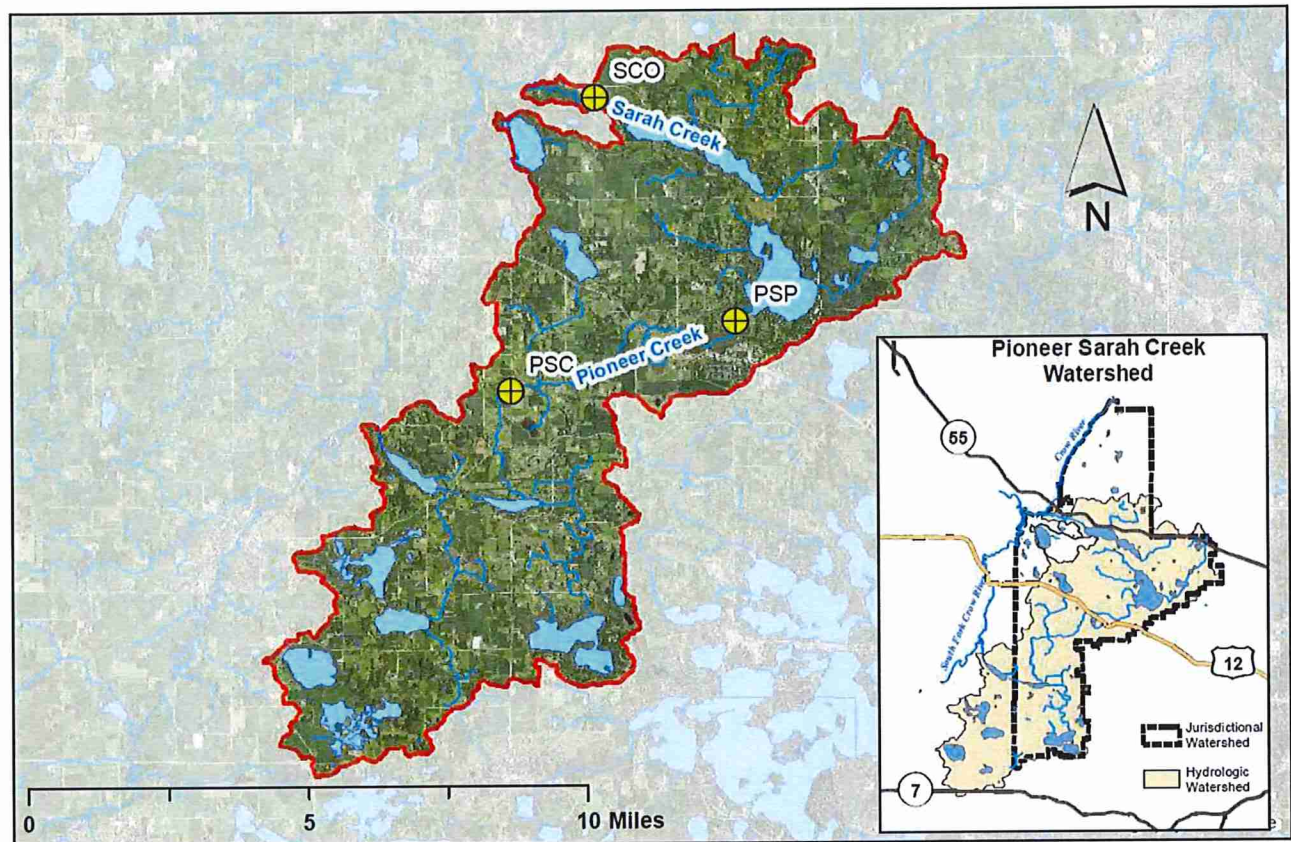 SCO
Sarah Creek
N
PSP
PSC
Pioneer Creek
0
5
10 Miles
Pioneer Sarah Creek
Watershed
55
Crow River
South Fork Crow River
12
7
Jurisdictional
Watershed
Hydrologic
Watershed
e